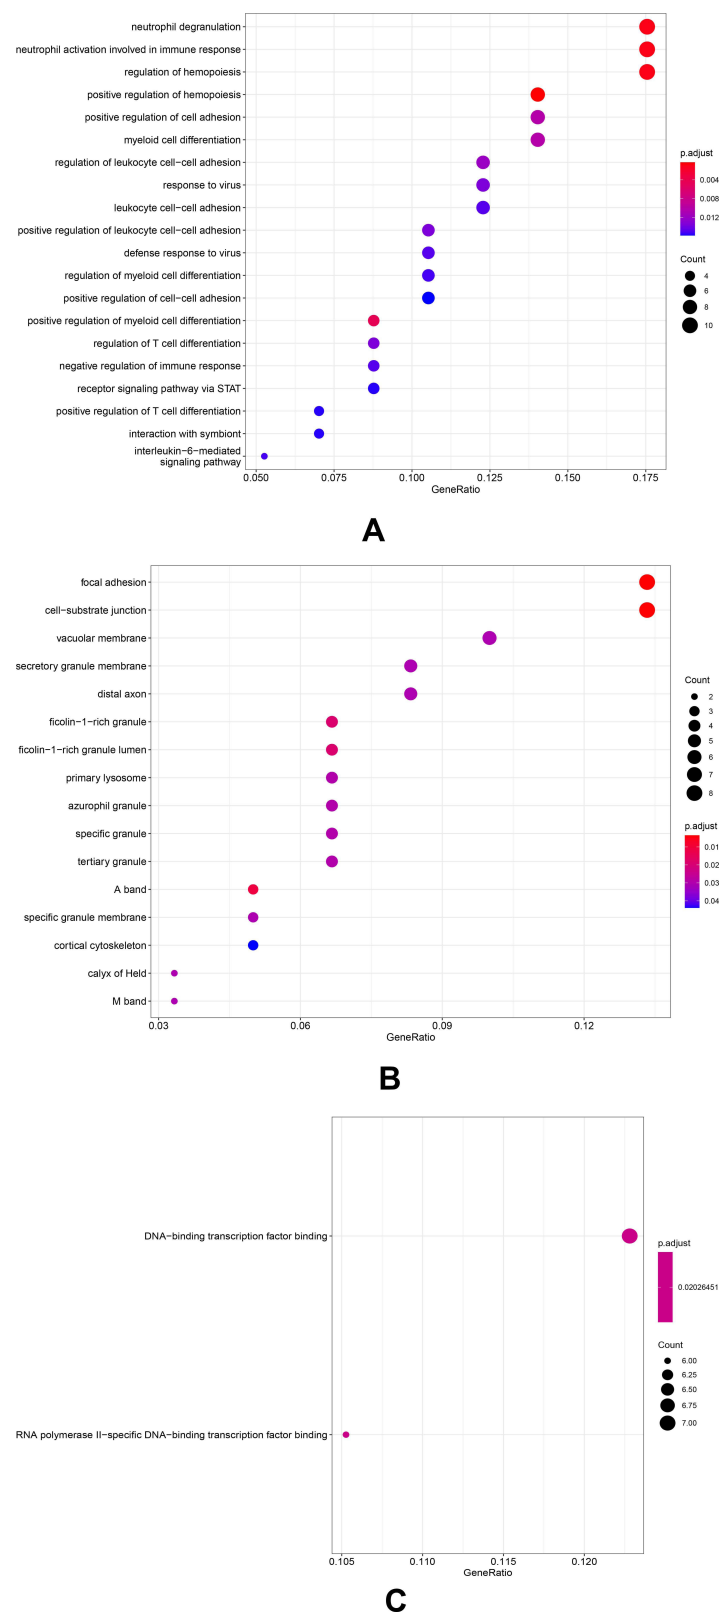 neutrophil degranulation
neutrophil activation involved in immune response
regulation of hemopoiesis
positive regulation of hemopoiesis
positive regulation of cell adhesion
myeloid cell differentiation
regulation of leukocyte cell−cell adhesion
response to virus
leukocyte cell−cell adhesion
positive regulation of leukocyte cell−cell adhesion
defense response to virus
regulation of myeloid cell differentiation
positive regulation of cell−cell adhesion
positive regulation of myeloid cell differentiation
regulation of T cell differentiation
negative regulation of immune response
receptor signaling pathway via STAT
positive regulation of T cell differentiation
interaction with symbiont
interleukin−6−mediated
signaling pathway
0.050 0.075 0.100 0.125 0.150 0.175
GeneRatio
p.adjust
0.004
0.008
0.012
Count
4
6
8
10
A
focal adhesion
cell−substrate junction
vacuolar membrane
secretory granule membrane
distal axon
ficolin−1−rich granule
ficolin−1−rich granule lumen
primary lysosome
azurophil granule
specific granule
tertiary granule
A band
specific granule membrane
cortical cytoskeleton
calyx of Held
M band
0.03 0.06 0.09 0.12
GeneRatio
Count
2
3
4
5
6
7
8
p.adjust
0.01
0.02
0.03
0.04
B
DNA−binding transcription factor binding
RNA polymerase II−specific DNA−binding transcription factor binding
0.105 0.110 0.115 0.120
GeneRatio
p.adjust
0.02026451
Count
6.00
6.25
6.50
6.75
7.00
C